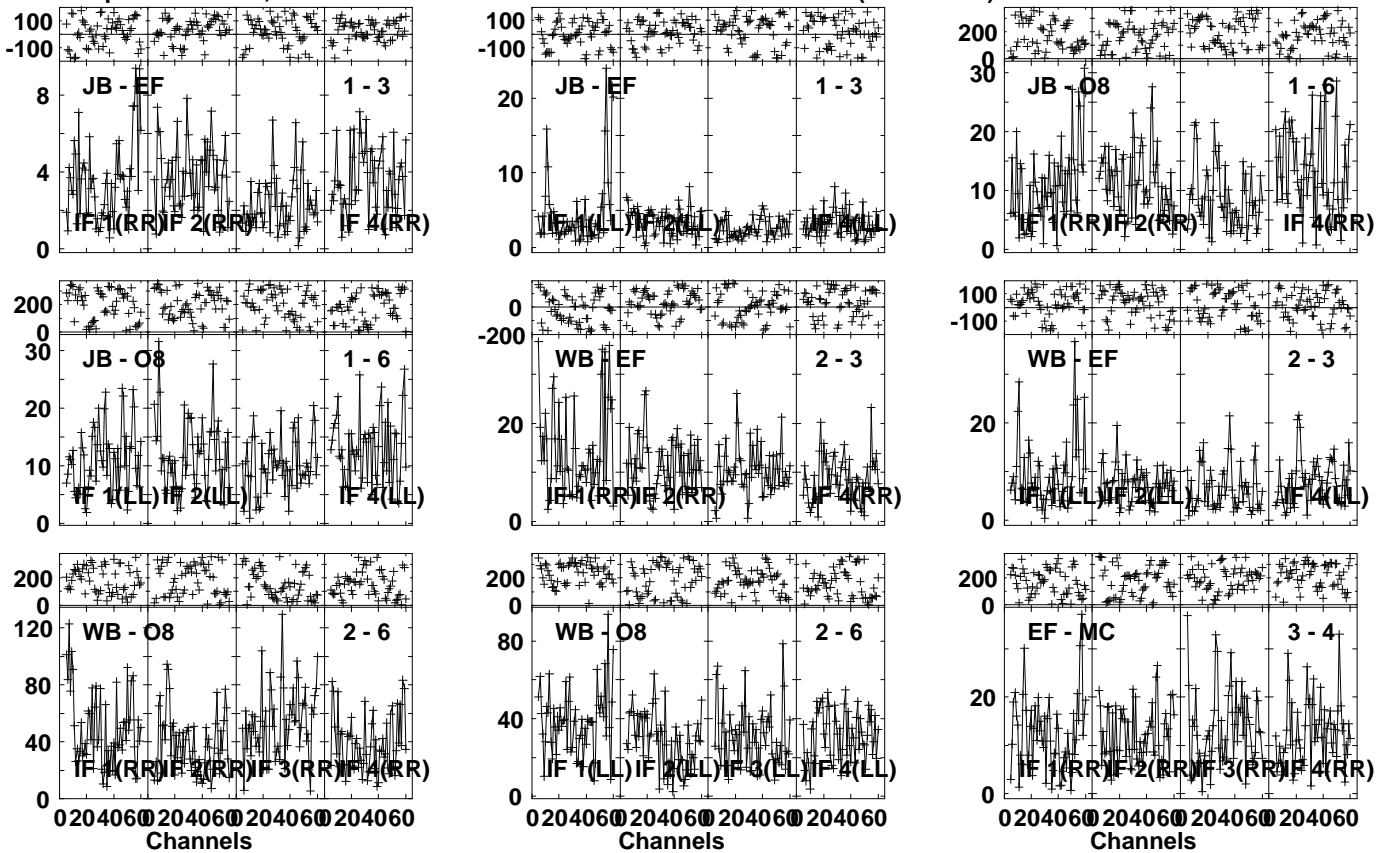 100
-100
JB - EF 1 - 3
8
4
0
IF 1(RR) IF 2(RR) IF 4(RR)
100
-100
JB - EF 1 - 3
20
10
0
IF 1(LL) IF 2(LL) IF 4(LL)
200
0
JB - O8 1 - 6
30
20
10
0
IF 1(RR) IF 2(RR) IF 4(RR)
200
0
JB - O8 1 - 6
30
20
10
0
IF 1(LL) IF 2(LL) IF 4(LL)
0
-200
WB - EF 2 - 3
20
0
IF 1(RR) IF 2(RR) IF 4(RR)
100
-100
WB - EF 2 - 3
20
0
IF 1(LL) IF 2(LL) IF 4(LL)
200
0
WB - O8 2 - 6
120
80
40
0
IF 1(RR) IF 2(RR) IF 3(RR) IF 4(RR)
0 20 40 60 0 20 40 60 0 20 40 60 0 20 40 60
Channels
200
0
WB - O8 2 - 6
80
40
0
IF 1(LL) IF 2(LL) IF 3(LL) IF 4(LL)
0 20 40 60 0 20 40 60 0 20 40 60 0 20 40 60
Channels
200
0
EF - MC 3 - 4
20
0
IF 1(RR) IF 2(RR) IF 3(RR) IF 4(RR)
0 20 40 60 0 20 40 60 0 20 40 60 0 20 40 60
Channels